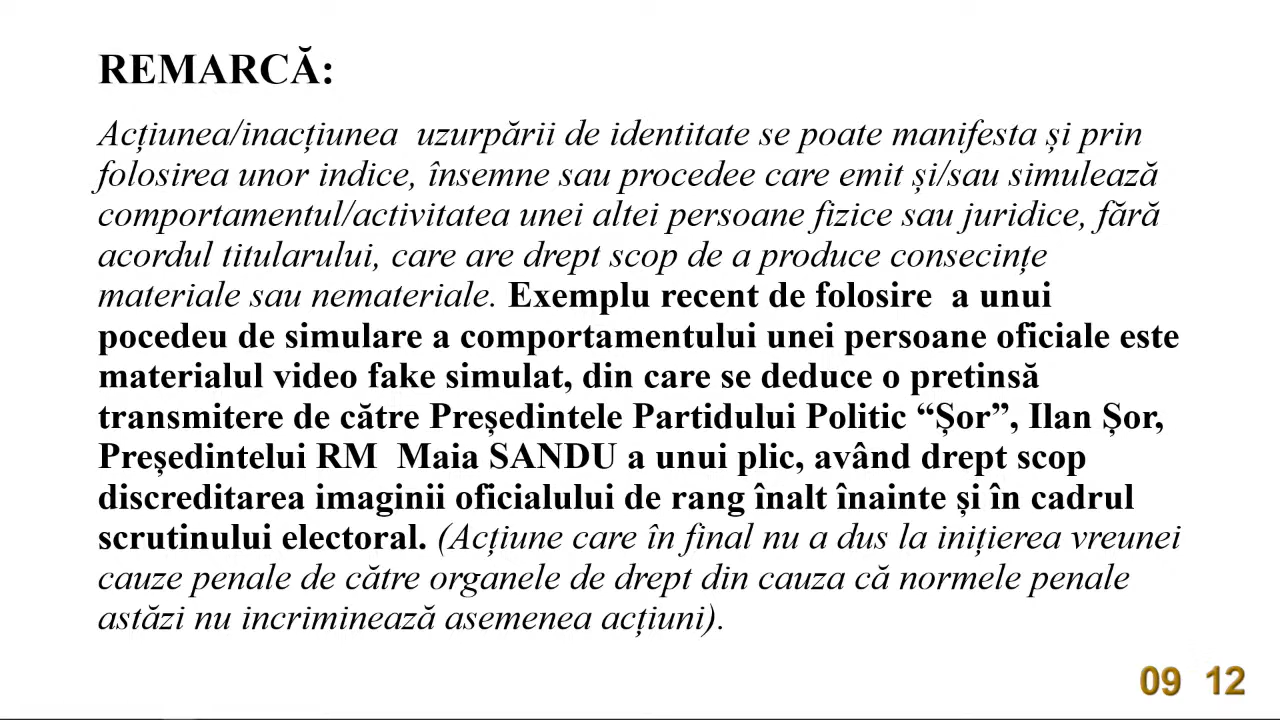 REMARCĂ:
Acțiunea/inacțiunea uzurpării de identitate se poate manifesta și prin
folosirea unor indice, însemne sau procedee care emit și/sau simulează
comportamentul/activitatea unei altei persoane fizice sau juridice, fără
acordul titularului, care are drept scop de a produce consecințe
materiale sau nemateriale. Exemplu recent de folosire a unui
pocedeu de simulare a comportamentului unei persoane oficiale este
materialul video fake simulat, din care se deduce o pretinsă
transmitere de către Președintele Partidului Politic “Șor”, Ilan Șor,
Președintelui RM Maia SANDU a unui plic, având drept scop
discreditarea imaginii oficialului de rang înalt înainte și în cadrul
scrutinului electoral. (Acțiune care în final nu a dus la inițierea vreunei
cauze penale de către organele de drept din cauza că normele penale
astăzi nu incriminează asemenea acțiuni).
09 12